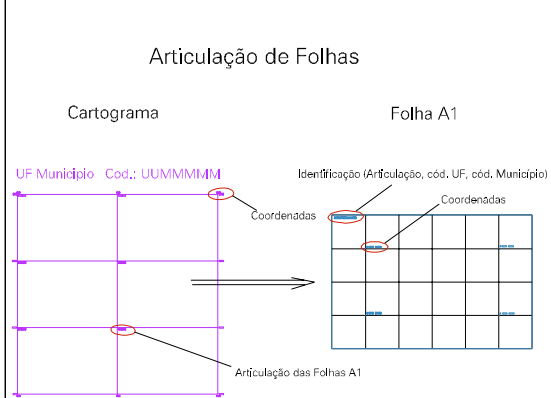 Articulação de Folhas
Cartograma
Folha A1
UF Municipio Cod.: UUMMMMM
Identificação (Articulação, cód. UF, cód. Município)
Coordenadas
Coordenadas
Articulação das Folhas A1